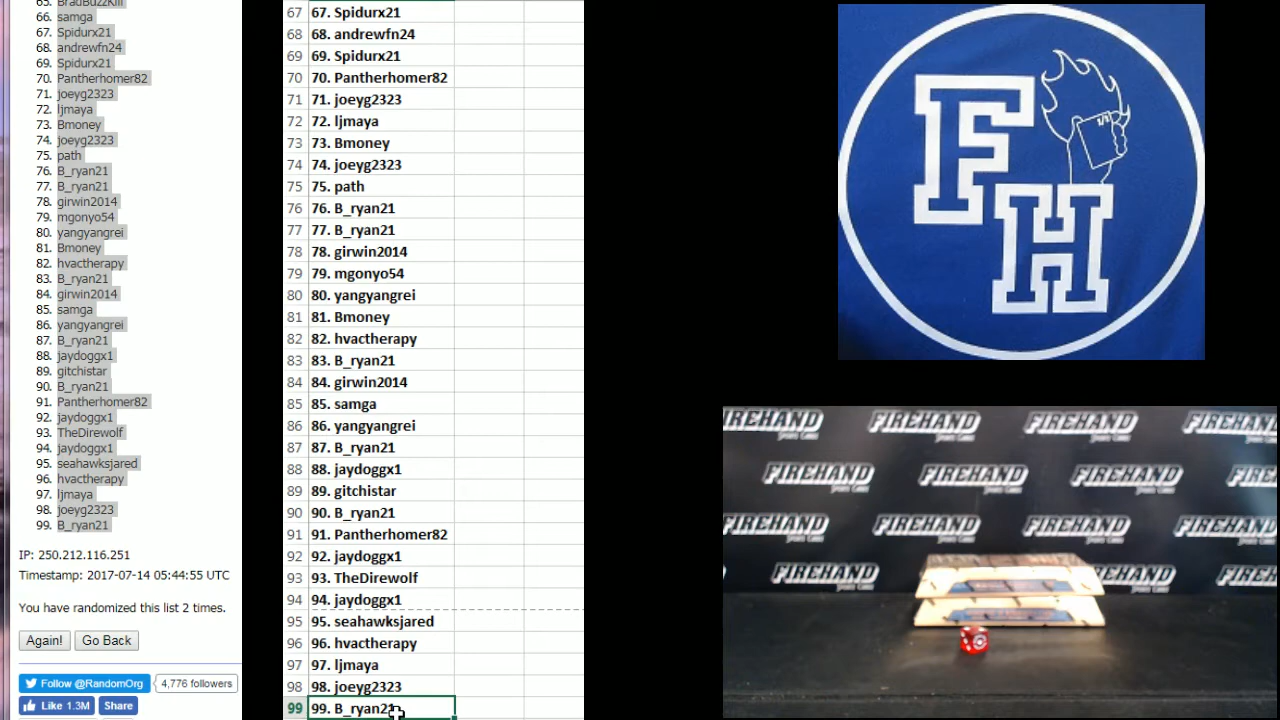 65. BradBuzzKill
66. samga
67. Spidurx21
68. andrewfn24
69. Spidurx21
70. Pantherhomer82
71. joeyg2323
72. ljmaya
73. Bmoney
74. joeyg2323
75. path
76. B_ryan21
77. B_ryan21
78. girwin2014
79. mgonyo54
80. yangyangrei
81. Bmoney
82. hvactherapy
83. B_ryan21
84. girwin2014
85. samga
86. yangyangrei
87. B_ryan21
88. jaydoggx1
89. gitchistar
90. B_ryan21
91. Pantherhomer82
92. jaydoggx1
93. TheDirewolf
94. jaydoggx1
95. seahawksjared
96. hvactherapy
97. ljmaya
98. joeyg2323
99. B_ryan21
IP: 250.212.116.251
Timestamp: 2017-07-14 05:44:55 UTC
You have randomized this list 2 times.
Again! Go Back
Follow @RandomOrg 4,776 followers
Like 1.3M Share
67 67. Spidurx21
68 68. andrewfn24
69 69. Spidurx21
70 70. Pantherhomer82
71 71. joeyg2323
72 72. ljmaya
73 73. Bmoney
74 74. joeyg2323
75 75. path
76 76. B_ryan21
77 77. B_ryan21
78 78. girwin2014
79 79. mgonyo54
80 80. yangyangrei
81 81. Bmoney
82 82. hvactherapy
83 83. B_ryan21
84 84. girwin2014
85 85. samga
86 86. yangyangrei
87 87. B_ryan21
88 88. jaydoggx1
89 89. gitchistar
90 90. B_ryan21
91 91. Pantherhomer82
92 92. jaydoggx1
93 93. TheDirewolf
94 94. jaydoggx1
95 95. seahawksjared
96 96. hvactherapy
97 97. ljmaya
98 98. joeyg2323
99 99. B_ryan21
FH
1/1
FIREHAND FIREHAND FIREHAND FIREHAND
FIREHAND FIREHAND FIREHAND
FIREHAND FIREHAND FIREHAND FIREHAND
FIREHAND FIREHAND